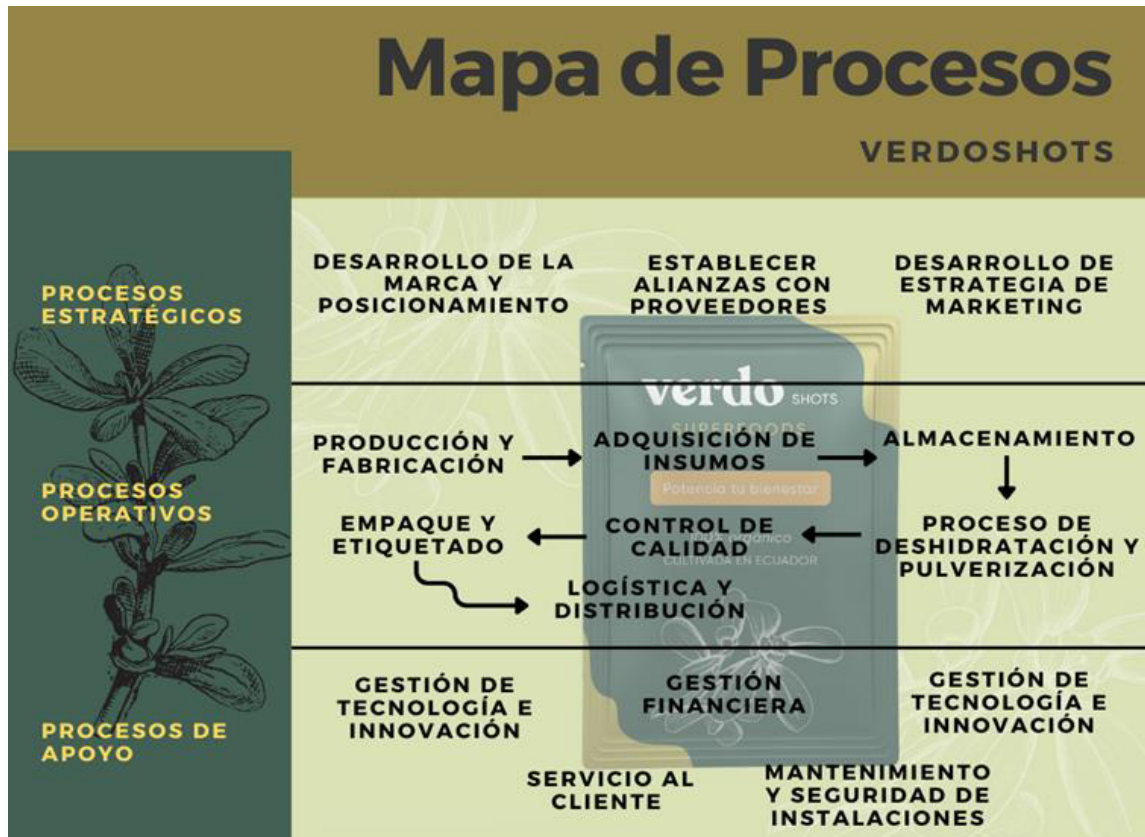 Mapa de Procesos
VERDOSHOTS
PROCESOS
ESTRATÉGICOS
DESARROLLO DE LA
MARCA Y
POSICIONAMIENTO
ESTABLECER
ALIANZAS CON
PROVEEDORES
DESARROLLO DE
ESTRATEGIA DE
MARKETING
verdo SHOTS
SUPERFOODS
PROCESOS
OPERATIVOS
PRODUCCIÓN Y
FABRICACIÓN
ADQUISICIÓN DE
INSUMOS
ALMACENAMIENTO
Potencia tu bienestar
EMPAQUE Y
ETIQUETADO
CONTROL DE
CALIDAD
PROCESO DE
DESHIDRATACIÓN Y
PULVERIZACIÓN
100% orgánico
CULTIVADA EN ECUADOR
LOGÍSTICA Y
DISTRIBUCIÓN
PROCESOS DE
APOYO
GESTIÓN DE
TECNOLOGÍA E
INNOVACIÓN
GESTIÓN
FINANCIERA
GESTIÓN DE
TECNOLOGÍA E
INNOVACIÓN
SERVICIO AL
CLIENTE
MANTENIMIENTO
Y SEGURIDAD DE
INSTALACIONES